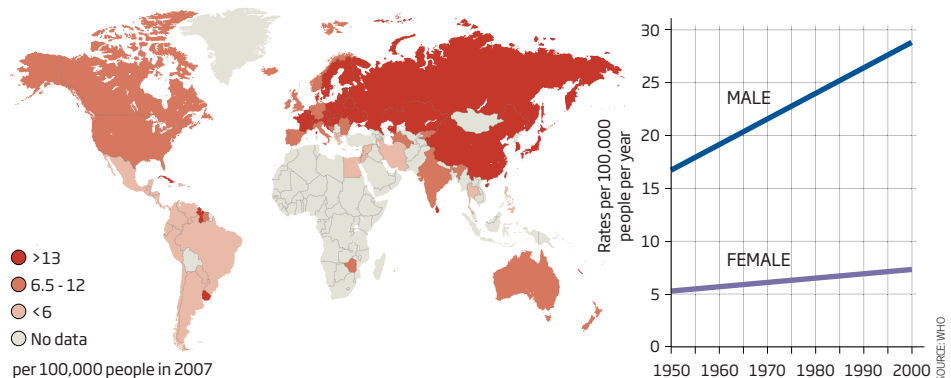 >13
6.5 - 12
<6
No data
per 100,000 people in 2007
Rates per 100,000
people per year
30
25
20
15
10
5
0
MALE
FEMALE
1950 1960 1970 1980 1990 2000
SOURCE: WHO